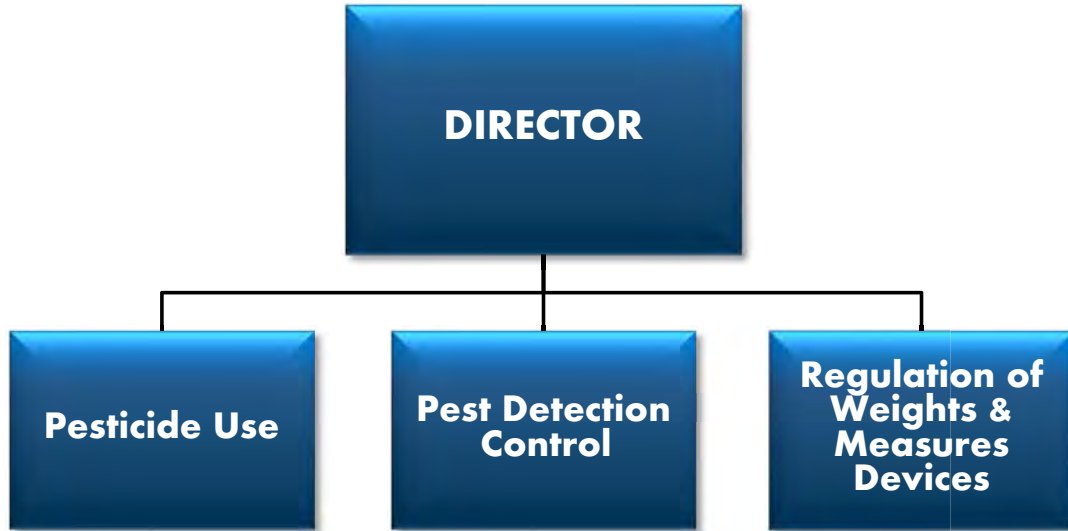 DIRECTOR
Pesticide Use
Pest Detection
Control
Regulation of
Weights &
Measures
Devices